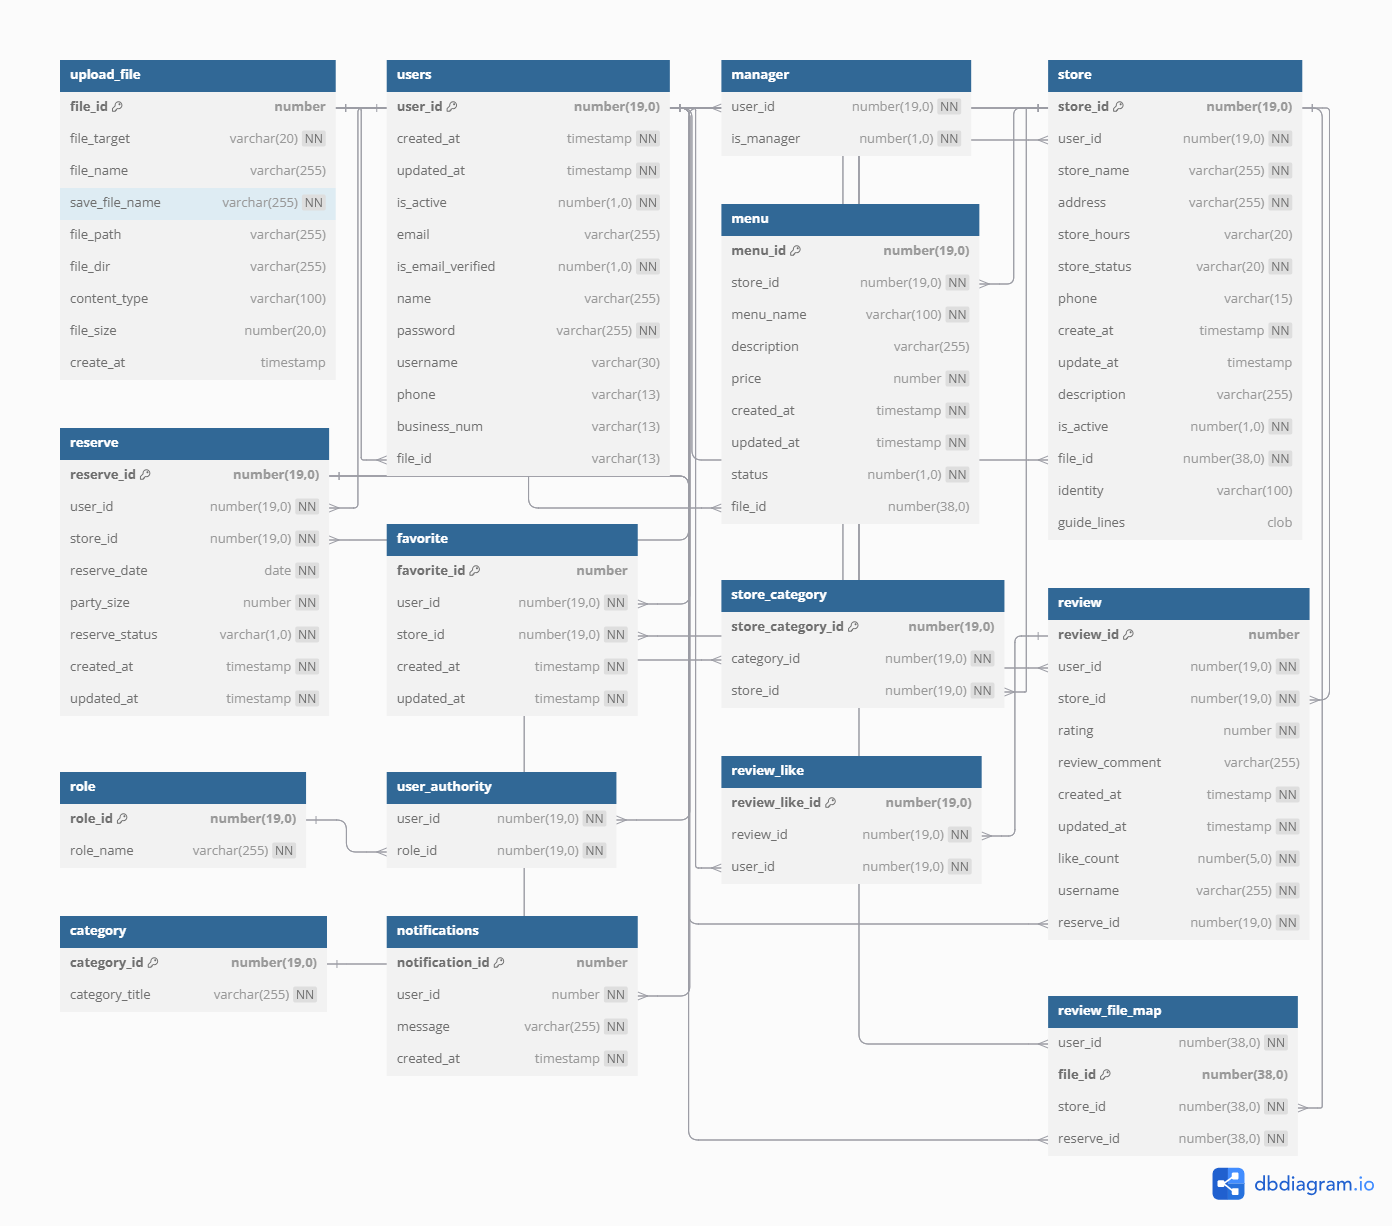 upload_file
file_id number
file_target varchar(20) NN
file_name varchar(255)
save_file_name varchar(255) NN
file_path varchar(255)
file_dir varchar(255)
content_type varchar(100)
file_size number(20,0)
create_at timestamp
users
user_id number(19,0)
created_at timestamp NN
updated_at timestamp NN
is_active number(1,0) NN
email varchar(255)
is_email_verified number(1,0) NN
name varchar(255)
password varchar(255) NN
username varchar(30)
phone varchar(13)
business_num varchar(13)
file_id varchar(13)
manager
user_id number(19,0) NN
is_manager number(1,0) NN
store
store_id number(19,0)
user_id number(19,0) NN
store_name varchar(255) NN
address varchar(255) NN
store_hours varchar(20)
store_status varchar(20) NN
phone varchar(15)
create_at timestamp NN
update_at timestamp
description varchar(255)
is_active number(1,0) NN
file_id number(38,0) NN
identity varchar(100)
guide_lines clob
menu
menu_id number(19,0)
store_id number(19,0) NN
menu_name varchar(100) NN
description varchar(255)
price number NN
created_at timestamp NN
updated_at timestamp NN
status number(1,0) NN
file_id number(38,0)
reserve
reserve_id number(19,0)
user_id number(19,0) NN
store_id number(19,0) NN
reserve_date date NN
party_size number NN
reserve_status varchar(1,0) NN
created_at timestamp NN
updated_at timestamp NN
favorite
favorite_id number
user_id number(19,0) NN
store_id number(19,0) NN
created_at timestamp NN
updated_at timestamp NN
store_category
store_category_id number(19,0)
category_id number(19,0) NN
store_id number(19,0) NN
review
review_id number
user_id number(19,0) NN
store_id number(19,0) NN
rating number NN
review_comment varchar(255)
created_at timestamp NN
updated_at timestamp NN
like_count number(5,0) NN
username varchar(255) NN
reserve_id number(19,0) NN
role
role_id number(19,0)
role_name varchar(255) NN
user_authority
user_id number(19,0) NN
role_id number(19,0) NN
review_like
review_like_id number(19,0)
review_id number(19,0) NN
user_id number(19,0) NN
category
category_id number(19,0)
category_title varchar(255) NN
notifications
notification_id number
user_id number NN
message varchar(255) NN
created_at timestamp NN
review_file_map
user_id number(38,0) NN
file_id number(38,0)
store_id number(38,0) NN
reserve_id number(38,0) NN
dbdiagram.io